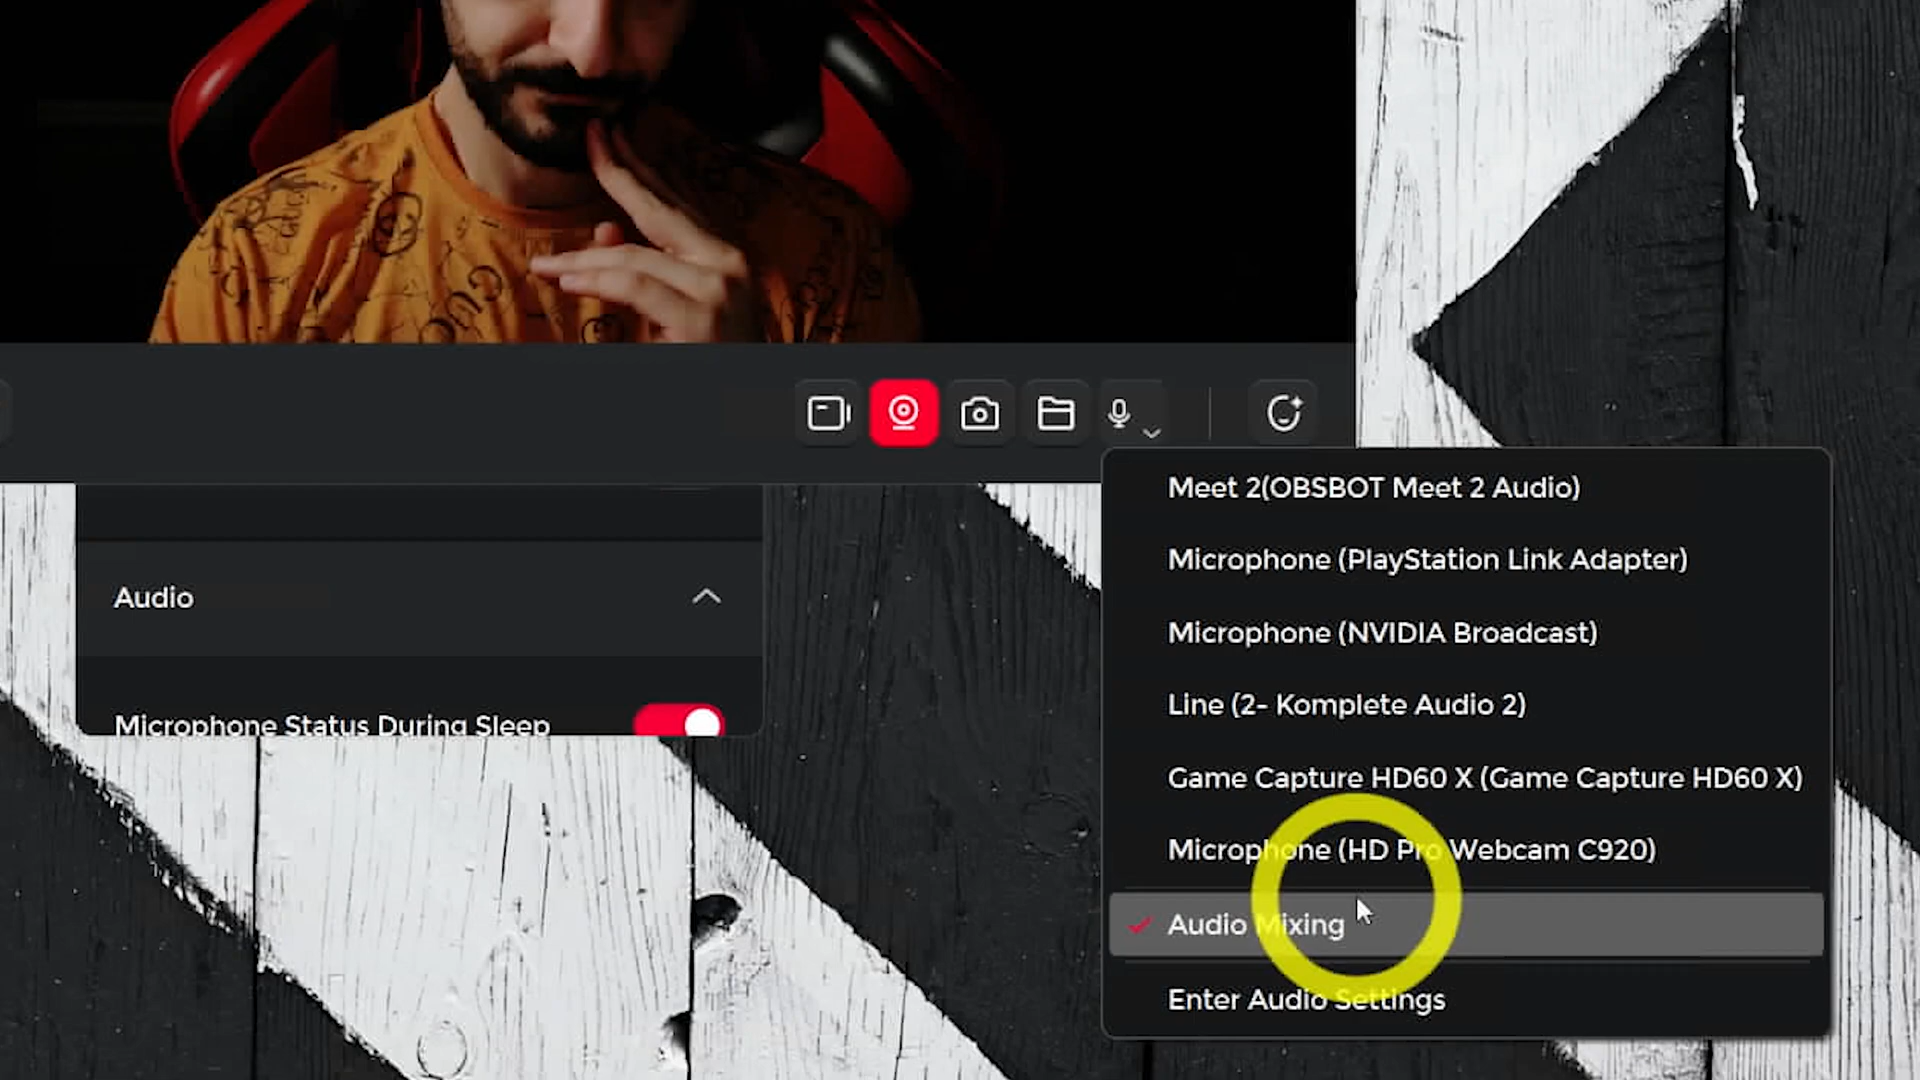 Meet 2(OBSBOT Meet 2 Audio)
Microphone (PlayStation Link Adapter)
Microphone (NVIDIA Broadcast)
Line (2- Komplete Audio 2)
Game Capture HD60 X (Game Capture HD60 X)
Microphone (HD Pro Webcam C920)
Audio Mixing
Enter Audio Settings
Audio
Microphone Status During Sleep